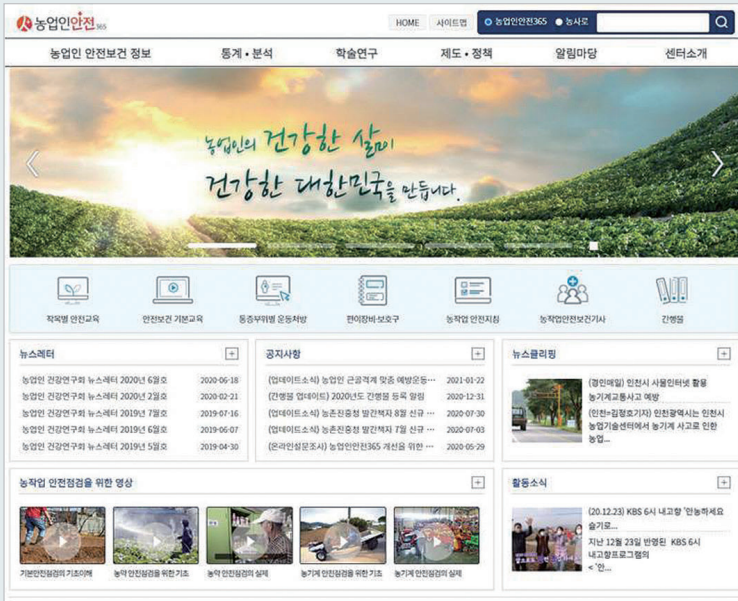 농업인안전365
HOME 사이트맵 농업인안전365 농사로
농업인 안전보건 정보 통계 • 분석 학술연구 제도 • 정책 알림마당 센터소개
농업인의 건강한 삶이
건강한 대한민국을 만듭니다.
작목별 안전교육 안전보건 기본교육 통증부위별 운동처방 편이장비·보호구 농작업 안전지침 농작업안전보건기사 간행물
뉴스레터
농업인 건강연구회 뉴스레터 2020년 6월호 2020-06-18
농업인 건강연구회 뉴스레터 2020년 2월호 2020-02-21
농업인 건강연구회 뉴스레터 2019년 7월호 2019-07-16
농업인 건강연구회 뉴스레터 2019년 6월호 2019-06-07
농업인 건강연구회 뉴스레터 2019년 5월호 2019-04-30
공지사항
(업데이트소식) 농업인 근골격계 맞춤 예방운동… 2021-01-22
(간행물 업데이트) 2020년도 간행물 등록 알림 2020-12-31
(업데이트소식) 농촌진흥청 발간책자 8월 신규 … 2020-07-30
(업데이트소식) 농촌진흥청 발간책자 7월 신규 … 2020-07-03
(온라인설문조사) 농업인안전365 개선을 위한 … 2020-05-29
뉴스클리핑
(경인매일) 인천시 사물인터넷 활용
농기계교통사고 예방
(인천=김정호기자) 인천광역시는 인천시
농업기술센터에서 농기계 사고로 인한
농업...
농작업 안전점검을 위한 영상
기본안전점검의 기초이해 농약 안전점검을 위한 기초 농약 안전점검의 실제 농기계 안전점검을 위한 기초 농기계 안전점검의 실제
활동소식
(20.12.23) KBS 6시 내고향 '안농하세요
슬기로...
지난 12월 23일 반영된 KBS 6시
내고향프로그램의
< '안...